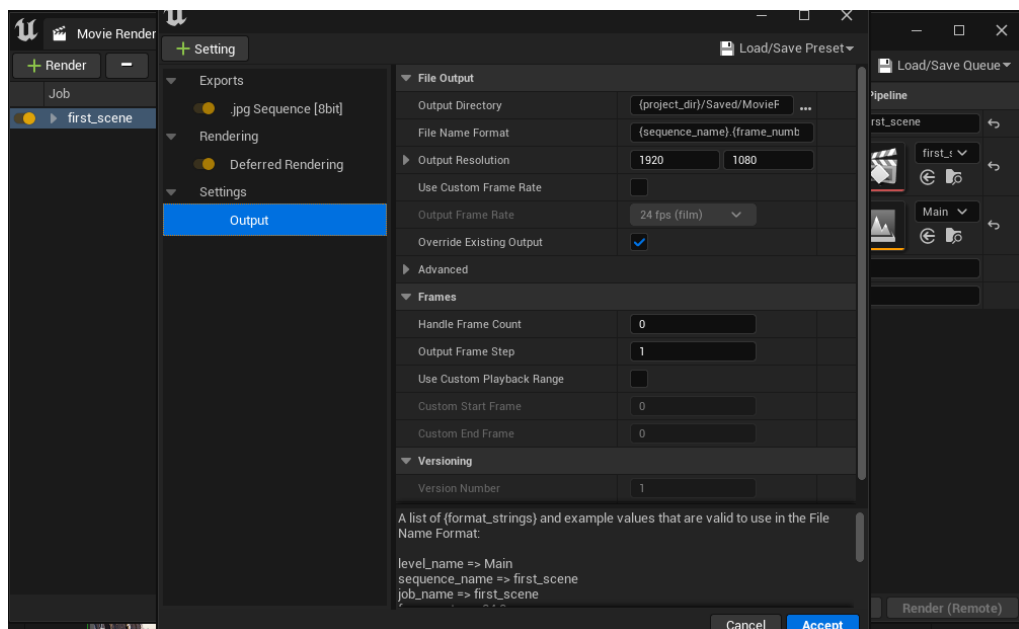 Movie Render
+ Render
Job
first_scene
+ Setting
Load/Save Preset
Exports
.jpg Sequence [8bit]
Rendering
Deferred Rendering
Settings
Output
File Output
Output Directory {project_dir}/Saved/MovieR ...
File Name Format {sequence_name}.{frame_numb
Output Resolution 1920 1080
Use Custom Frame Rate
Output Frame Rate 24 fps (film)
Override Existing Output
Advanced
Frames
Handle Frame Count 0
Output Frame Step 1
Use Custom Playback Range
Custom Start Frame 0
Custom End Frame 0
Versioning
Version Number 1
A list of {format_strings} and example values that are valid to use in the File
Name Format:
level_name => Main
sequence_name => first_scene
job_name => first_scene
Cancel Accept
Load/Save Queue
Pipeline
rst_scene
first_s
Main
Render (Remote)